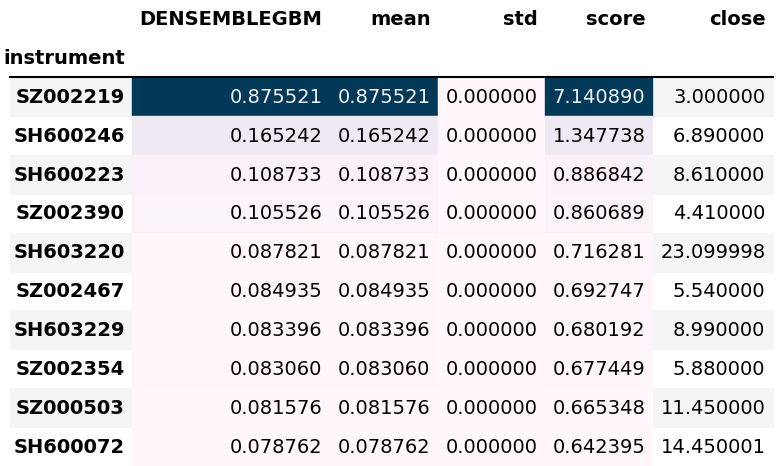 DENSEMBLEGBM mean std score close
instrument
SZ002219 0.875521 0.875521 0.000000 7.140890 3.000000
SH600246 0.165242 0.165242 0.000000 1.347738 6.890000
SH600223 0.108733 0.108733 0.000000 0.886842 8.610000
SZ002390 0.105526 0.105526 0.000000 0.860689 4.410000
SH603220 0.087821 0.087821 0.000000 0.716281 23.099998
SZ002467 0.084935 0.084935 0.000000 0.692747 5.540000
SH603229 0.083396 0.083396 0.000000 0.680192 8.990000
SZ002354 0.083060 0.083060 0.000000 0.677449 5.880000
SZ000503 0.081576 0.081576 0.000000 0.665348 11.450000
SH600072 0.078762 0.078762 0.000000 0.642395 14.450001